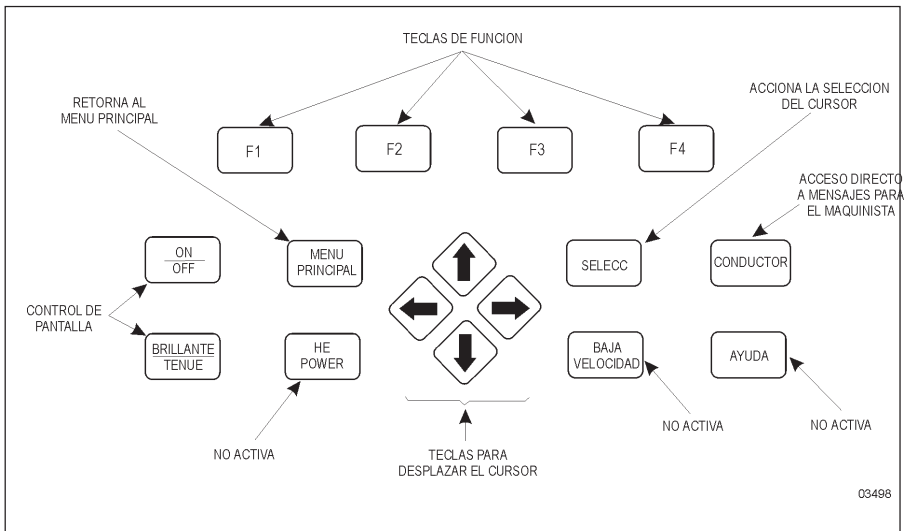 TECLAS DE FUNCION
RETORNA AL
MENU PRINCIPAL
ACCIONA LA SELECCION
DEL CURSOR
F1
F2
F3
F4
ACCESO DIRECTO
A MENSAJES PARA
EL MAQUINISTA
ON
OFF
MENU
PRINCIPAL
SELECC
CONDUCTOR
CONTROL DE
PANTALLA
BRILLANTE
TENUE
HE
POWER
BAJA
VELOCIDAD
AYUDA
NO ACTIVA
TECLAS PARA
DESPLAZAR EL CURSOR
NO ACTIVA
NO ACTIVA
03498